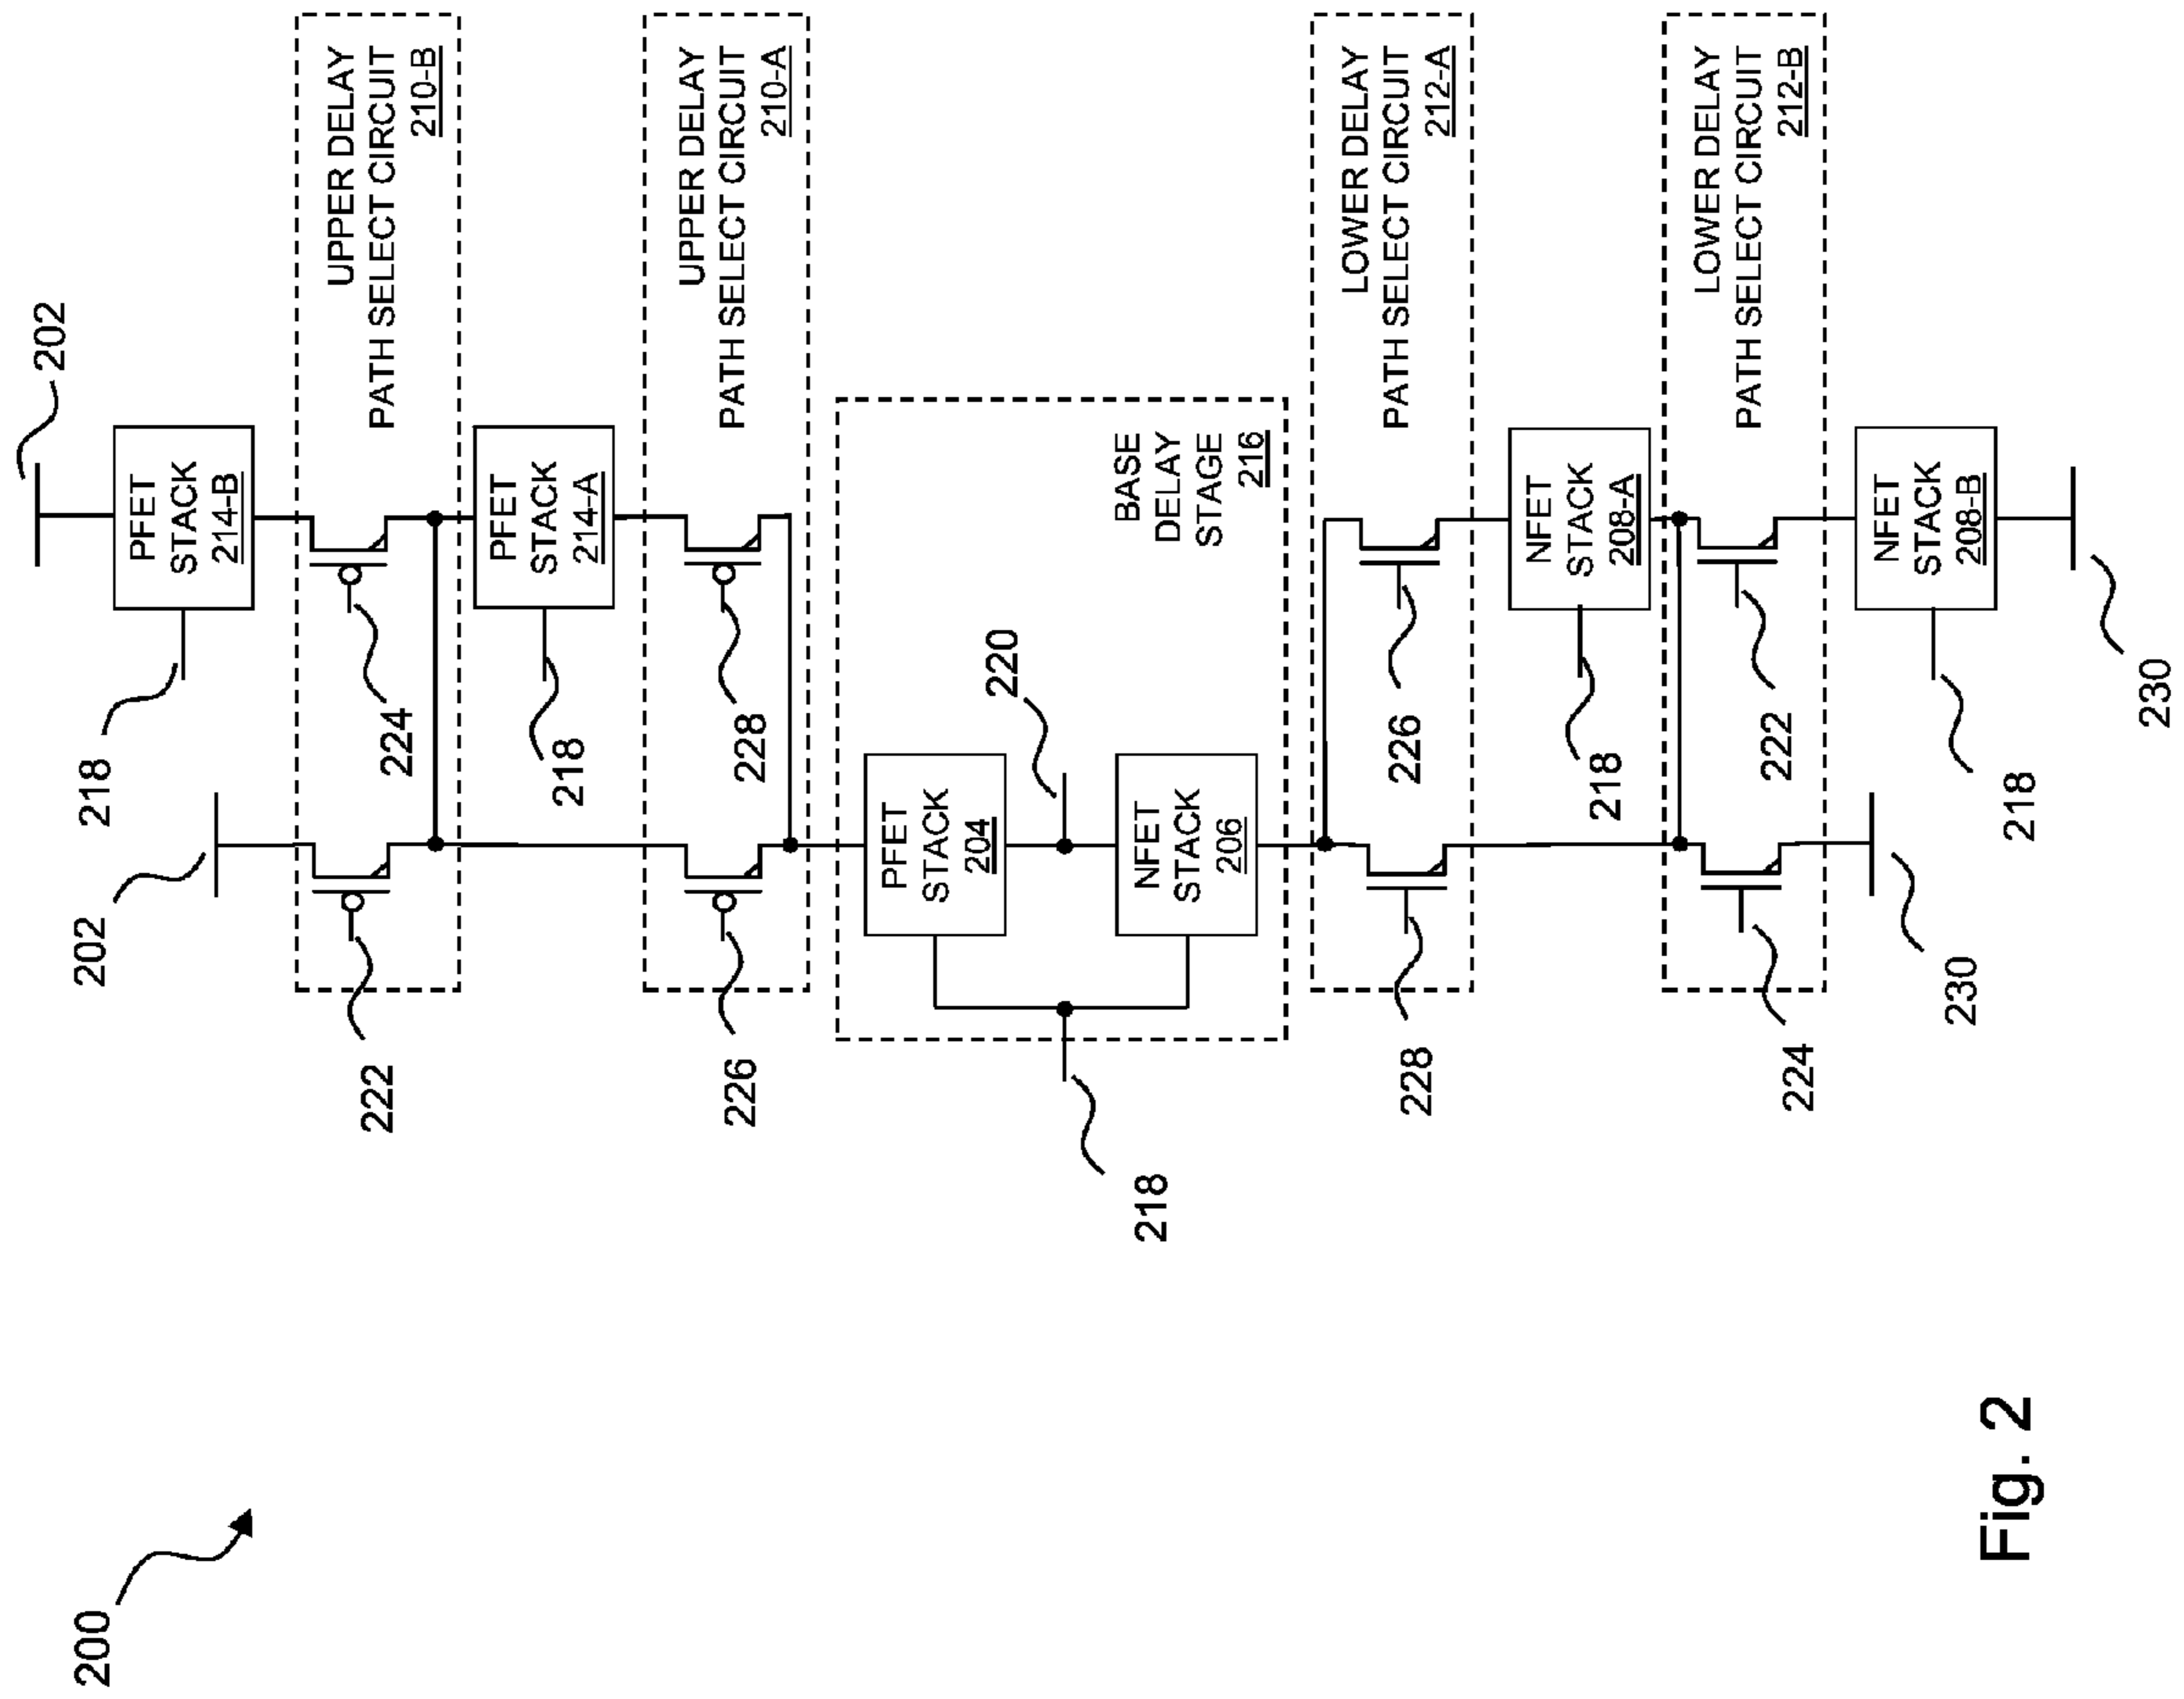 202
202
218
PFET
STACK
214-B
222
224
UPPER DELAY
PATH SELECT CIRCUIT
210-B
218
PFET
STACK
214-A
226
228
UPPER DELAY
PATH SELECT CIRCUIT
210-A
218
PFET
STACK
204
220
NFET
STACK
206
BASE
DELAY
STAGE
216
228
226
LOWER DELAY
PATH SELECT CIRCUIT
212-A
218
NFET
STACK
208-A
224
222
LOWER DELAY
PATH SELECT CIRCUIT
212-B
230
218
NFET
STACK
208-B
230
200
Fig. 2